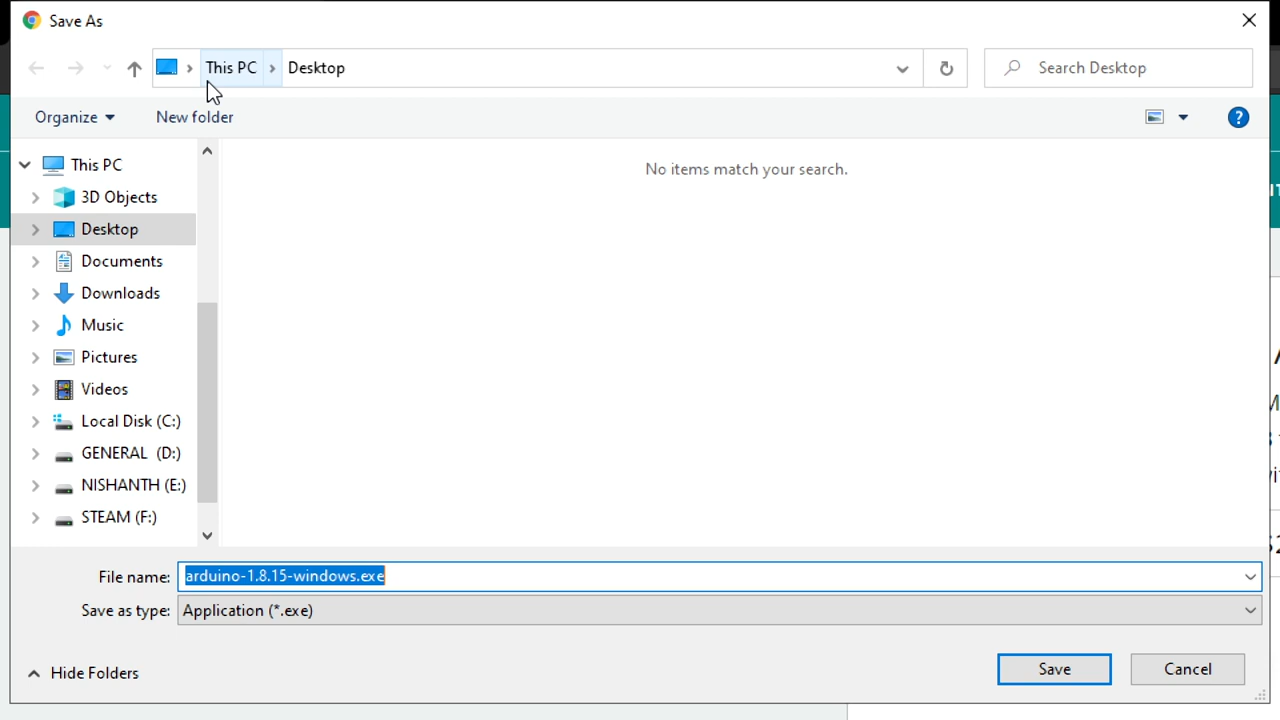 Save As
This PC
Desktop
Search Desktop
Organize
New folder
No items match your search.
This PC
3D Objects
Desktop
Documents
Downloads
Music
Pictures
Videos
Local Disk (C:)
GENERAL (D:)
NISHANTH (E:)
STEAM (F:)
File name: arduino-1.8.15-windows.exe
Save as type: Application (*.exe)
Hide Folders
Save
Cancel